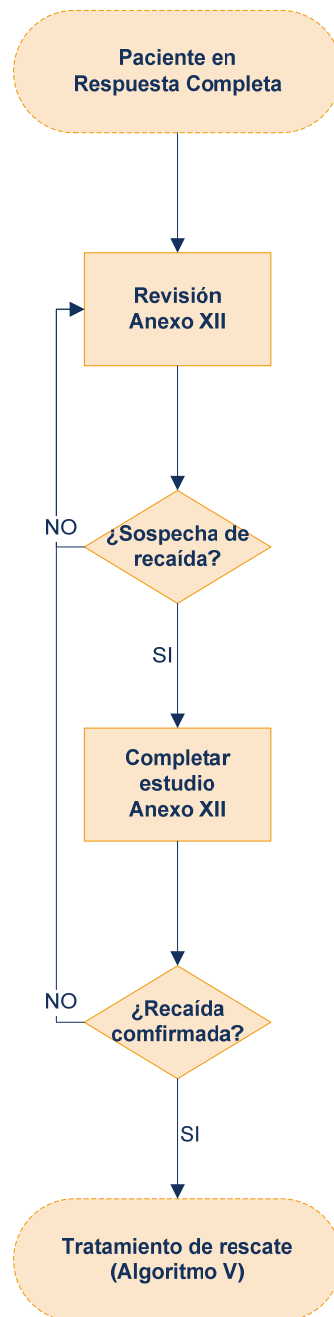 Paciente en
Respuesta Completa
Revisión
Anexo XII
¿Sospecha de
recaída?
NO
SI
Completar
estudio
Anexo XII
¿Recaída
comfirmada?
NO
SI
Tratamiento de rescate
(Algoritmo V)